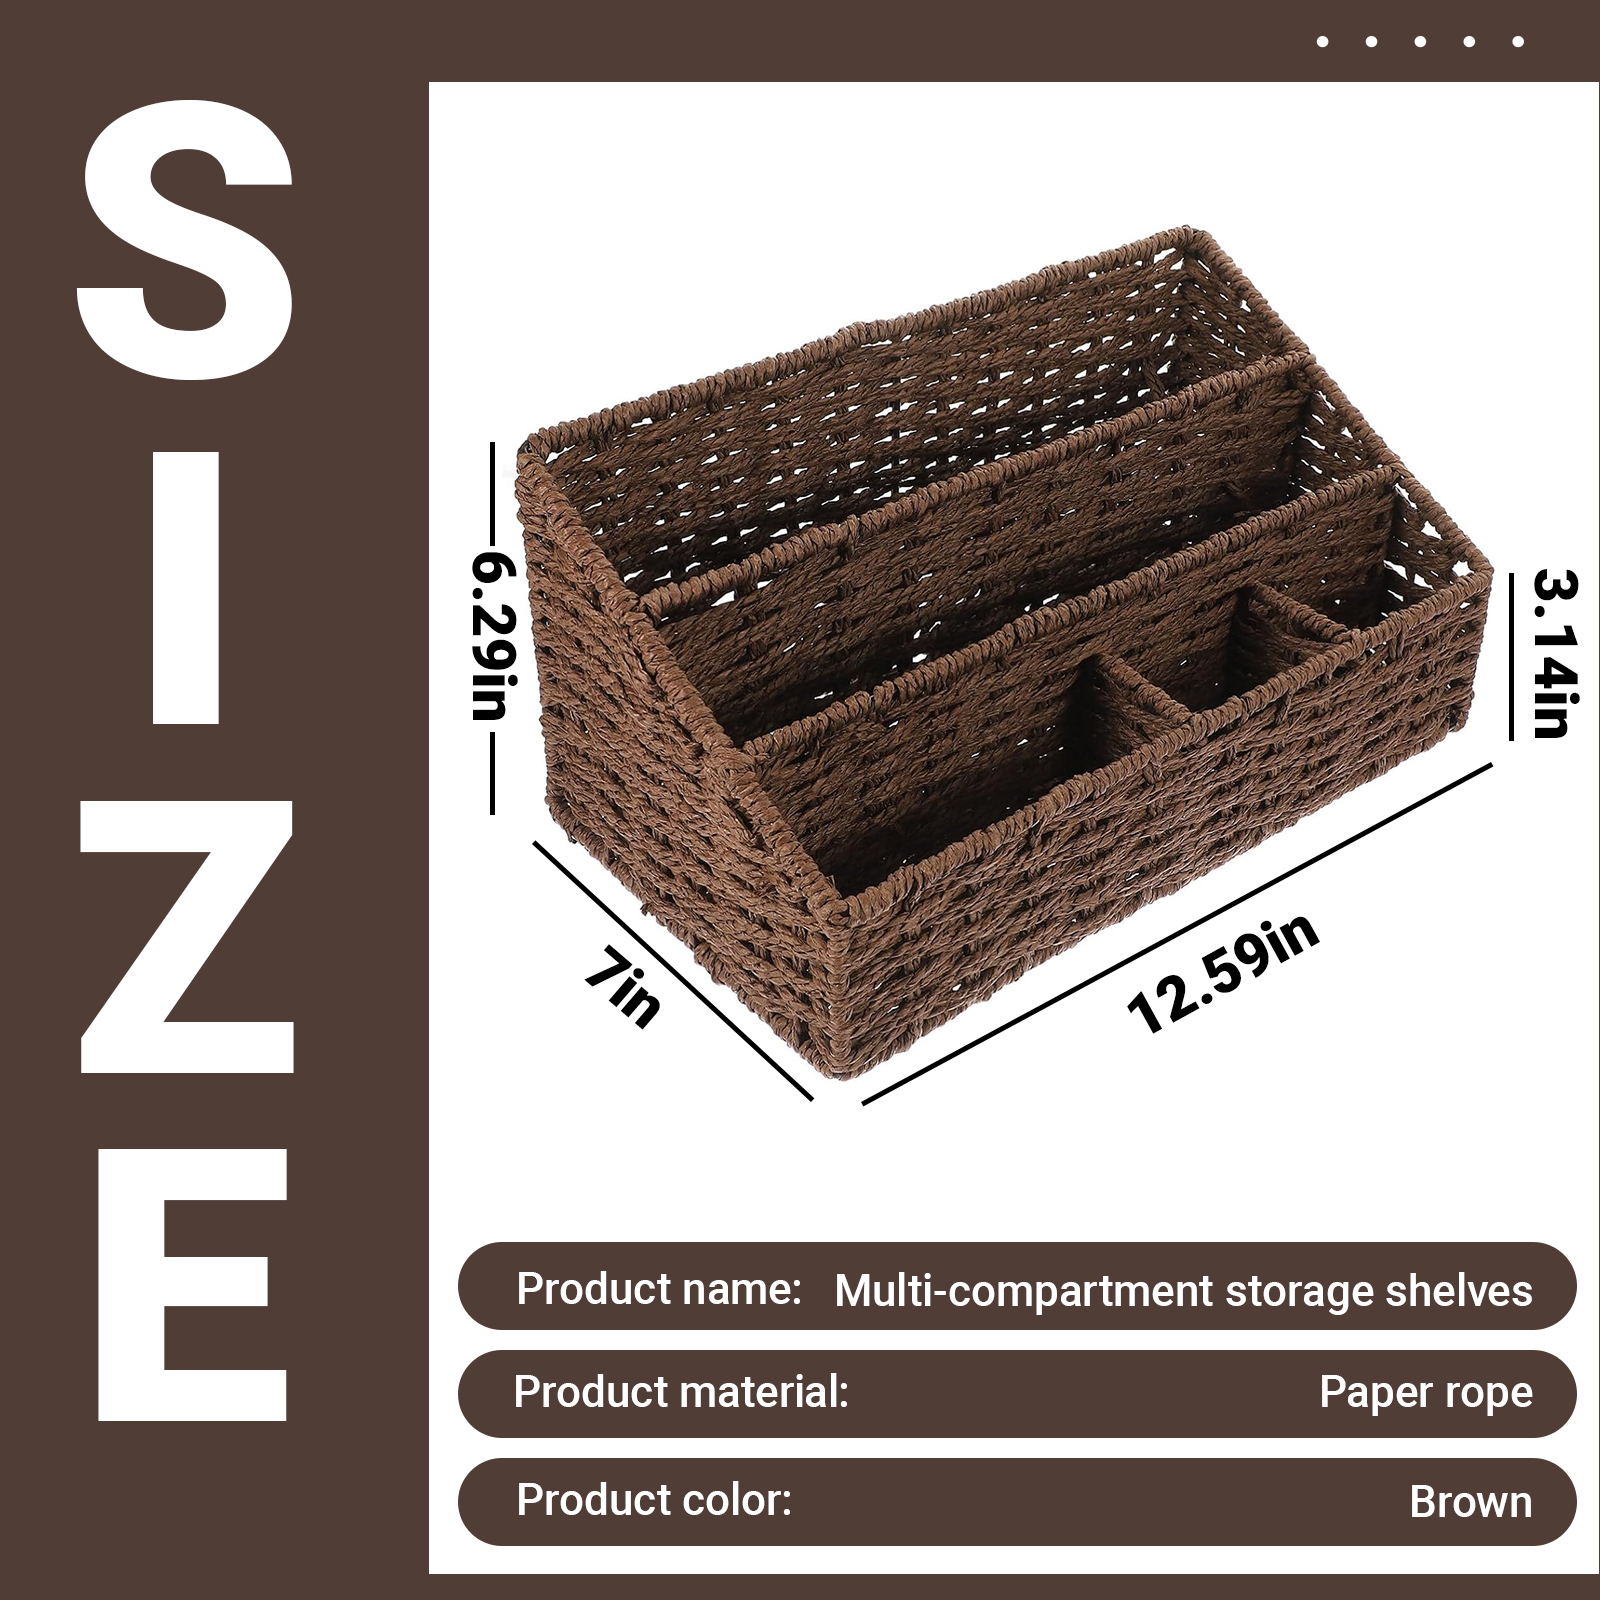 SIZE
6.29in
3.14in
7in
12.59in
Product name: Multi-compartment storage shelves
Product material: Paper rope
Product color: Brown